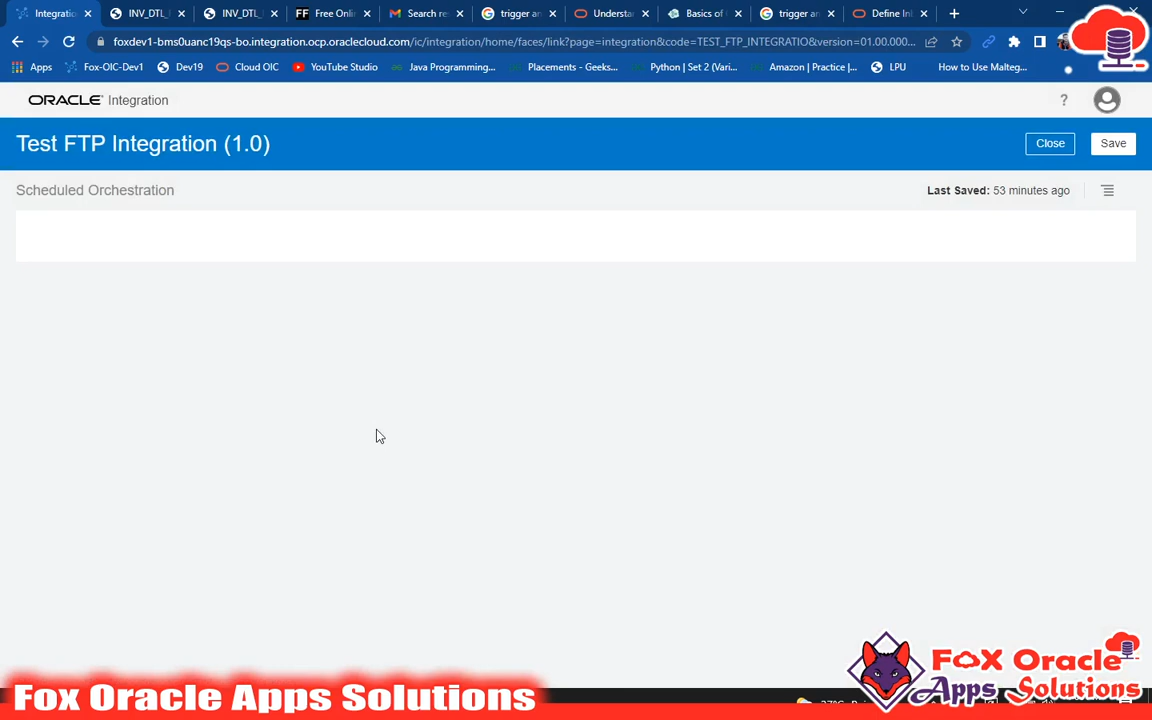 Integratio
INV_DTL_
INV_DTL_
Free Onli
Search re
trigger an
Understa
Basics of
trigger an
Define In
foxdev1-bms0uanc19qs-bo.integration.ocp.oraclecloud.com/ic/integration/home/faces/link?page=integration&code=TEST_FTP_INTEGRATIO&version=01.00.000...
Apps
Fox-OIC-Dev1
Dev19
Cloud OIC
YouTube Studio
Java Programming...
Placements - Geeks...
Python | Set 2 (Vari...
Amazon | Practice |...
LPU
How to Use Malteg...
ORACLE Integration
?
Test FTP Integration (1.0)
Close
Save
Scheduled Orchestration
Last Saved: 53 minutes ago
Fox Oracle Apps Solutions
FOX Oracle
Apps Solutions